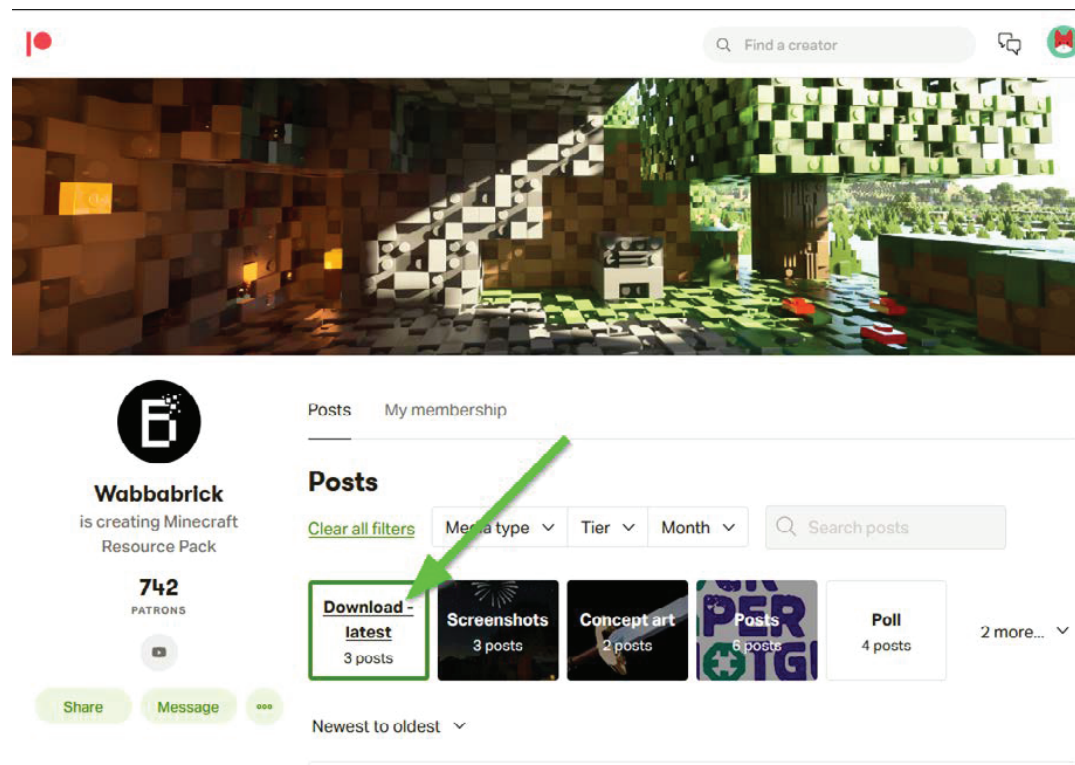 Find a creator
Posts My membership
Wabbabrick
is creating Minecraft
Resource Pack
742
PATRONS
Share Message
Posts
Clear all filters Media type Tier Month Search posts
Download -
latest
3 posts
Screenshots
3 posts
Concept art
2 posts
Posts
6 posts
Poll
4 posts
2 more...
Newest to oldest